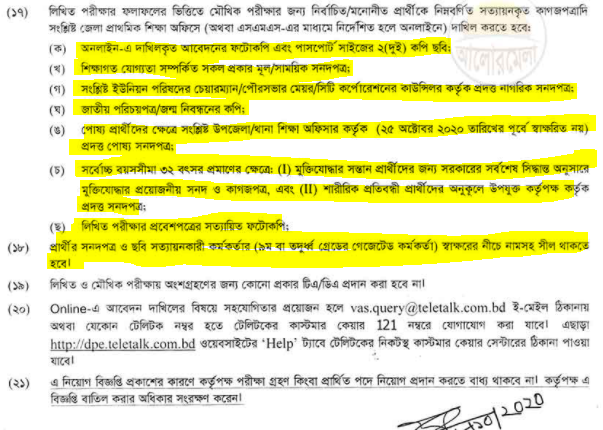 (১৭) লিখিত পরীক্ষার ফলাফলের ভিত্তিতে মৌখিক পরীক্ষার জন্য নির্বাচিত/মনোনীত প্রার্থীকে নিম্নবর্ণিত সত্যায়নকৃত কাগজপত্রাদি
সংশ্লিষ্ট জেলা প্রাথমিক শিক্ষা অফিসে (অথবা এসএমএস-এর মাধ্যমে নির্দেশিত হলে অনলাইনে) দাখিল করতে হবে:
(ক) অনলাইন-এ দাখিলকৃত আবেদনের ফটোকপি এবং পাসপোর্ট সাইজের ২(দুই) কপি ছবি;
(খ) শিক্ষাগত যোগ্যতা সম্পর্কিত সকল প্রকার মূল/সাময়িক সনদপত্র;
(গ) সংশ্লিষ্ট ইউনিয়ন পরিষদের চেয়ারম্যান/পৌরসভার মেয়র/সিটি কর্পোরেশনের কাউন্সিলর কর্তৃক প্রদত্ত নাগরিক সনদপত্র;
(ঘ) জাতীয় পরিচয়পত্র/জন্ম নিবন্ধনের কপি;
(ঙ) পোষ্য প্রার্থীদের ক্ষেত্রে সংশ্লিষ্ট উপজেলা/থানা শিক্ষা অফিসার কর্তৃক (২৫ অক্টোবর ২০২০ তারিখের পূর্বে স্বাক্ষরিত নয়)
প্রদত্ত পোষ্য সনদপত্র;
(চ) সর্বোচ্চ বয়সসীমা ৩২ বৎসর প্রমাণের ক্ষেত্রে: (I) মুক্তিযোদ্ধার সন্তান প্রার্থীদের জন্য সরকারের সর্বশেষ সিদ্ধান্ত অনুসারে
মুক্তিযোদ্ধার প্রয়োজনীয় সনদ ও কাগজপত্র, এবং (II) শারীরিক প্রতিবন্ধী প্রার্থীদের অনুকূলে উপযুক্ত কর্তৃপক্ষ কর্তৃক
প্রদত্ত সনদপত্র;
(ছ) লিখিত পরীক্ষার প্রবেশপত্রের সত্যায়িত ফটোকপি;
(১৮) প্রার্থীর সনদপত্র ও ছবি সত্যায়নকারী কর্মকর্তার (৯ম বা তদুর্ধ্ব গ্রেডের গেজেটেড কর্মকর্তা) স্বাক্ষরের নীচে নামসহ সীল থাকতে
হবে।
(১৯) লিখিত ও মৌখিক পরীক্ষায় অংশগ্রহণের জন্য কোনো প্রকার টিএ/ডিএ প্রদান করা হবে না।
(২০) Online-এ আবেদন দাখিলের বিষয়ে সহযোগিতার প্রয়োজন হলে vas.query@teletalk.com.bd ই-মেইল ঠিকানায়
অথবা যেকোন টেলিটক নম্বর হতে টেলিটকের কাস্টমার কেয়ার 121 নম্বরে যোগাযোগ করা যাবে। এছাড়া
http://dpe.teletalk.com.bd ওয়েবসাইটের 'Help' ট্যাবে টেলিটকের নিকটস্থ কাস্টমার কেয়ার সেন্টারের ঠিকানা পাওয়া
যাবে।
(২১) এ নিয়োগ বিজ্ঞপ্তি প্রকাশের কারণে কর্তৃপক্ষ পরীক্ষা গ্রহণ কিংবা প্রার্থিত পদে নিয়োগ প্রদান করতে বাধ্য থাকবে না। কর্তৃপক্ষ এ
বিজ্ঞপ্তি বাতিল করার অধিকার সংরক্ষণ করেন।